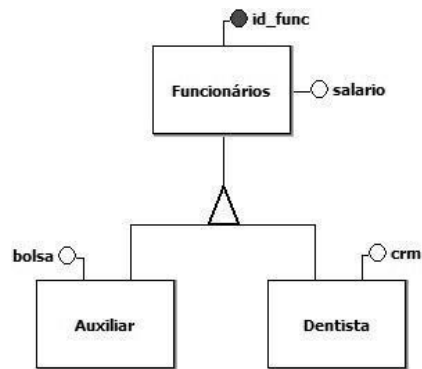 id_func
Funcionários
salario
bolsa
crm
Auxiliar
Dentista